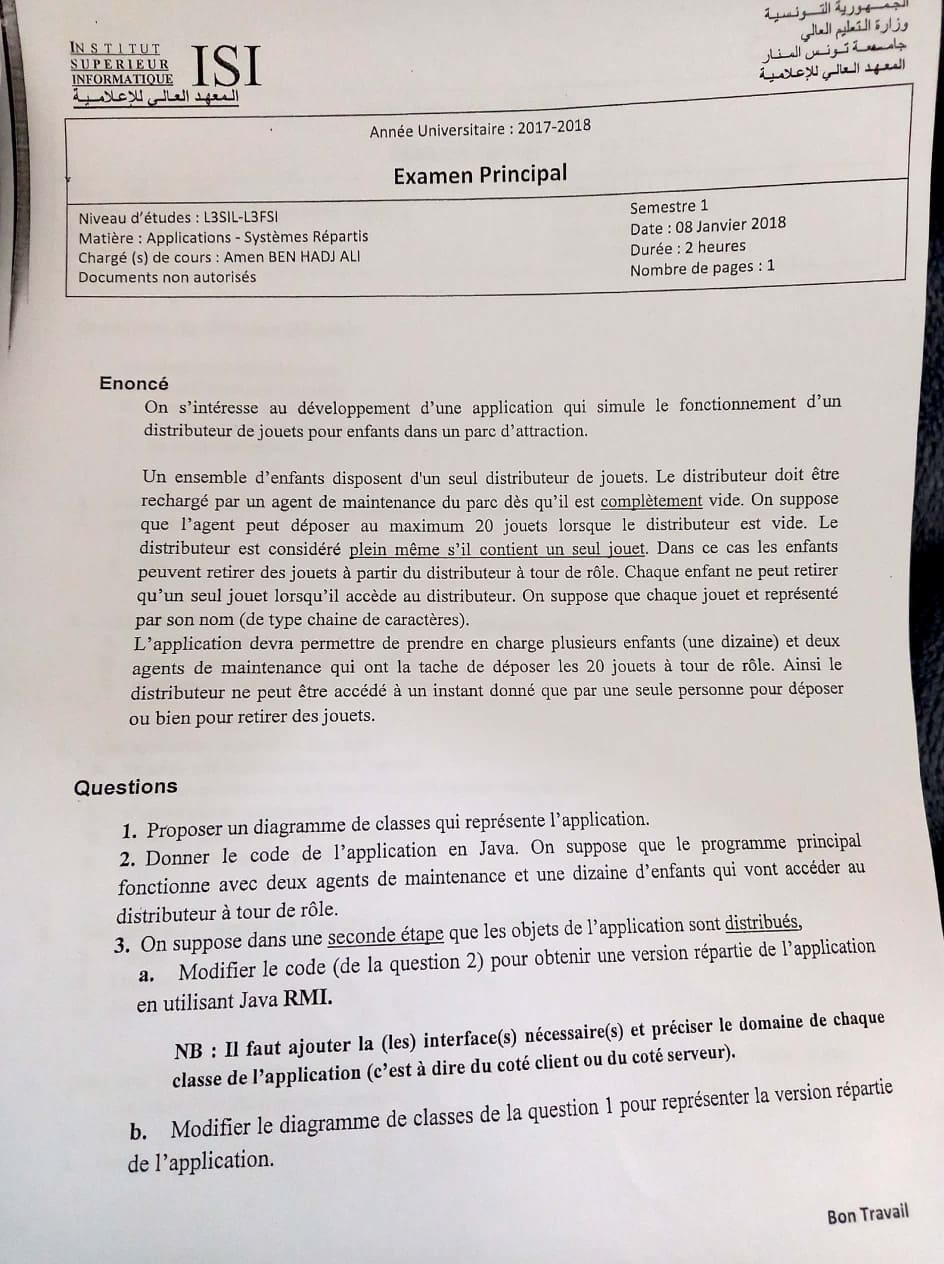 INSTITUT
SUPERIEUR
INFORMATIQUE
ISI
المعهد العالي للإعلامية
الجمهورية التونسية
وزارة التعليم العالي
جامعة تونس المنار
المعهد العالي للإعلامية
Année Universitaire : 2017-2018
Examen Principal
Niveau d'études : L3SIL-L3FSI
Matière : Applications - Systèmes Répartis
Chargé (s) de cours : Amen BEN HADJ ALI
Documents non autorisés
Semestre 1
Date : 08 Janvier 2018
Durée : 2 heures
Nombre de pages : 1
Enoncé
On s'intéresse au développement d'une application qui simule le fonctionnement d'un
distributeur de jouets pour enfants dans un parc d'attraction.
Un ensemble d'enfants disposent d'un seul distributeur de jouets. Le distributeur doit être
rechargé par un agent de maintenance du parc dès qu'il est complètement vide. On suppose
que l'agent peut déposer au maximum 20 jouets lorsque le distributeur est vide. Le
distributeur est considéré plein même s'il contient un seul jouet. Dans ce cas les enfants
peuvent retirer des jouets à partir du distributeur à tour de rôle. Chaque enfant ne peut retirer
qu'un seul jouet lorsqu'il accède au distributeur. On suppose que chaque jouet et représenté
par son nom (de type chaine de caractères).
L'application devra permettre de prendre en charge plusieurs enfants (une dizaine) et deux
agents de maintenance qui ont la tache de déposer les 20 jouets à tour de rôle. Ainsi le
distributeur ne peut être accédé à un instant donné que par une seule personne pour déposer
ou bien pour retirer des jouets.
Questions
1. Proposer un diagramme de classes qui représente l'application.
2. Donner le code de l'application en Java. On suppose que le programme principal
fonctionne avec deux agents de maintenance et une dizaine d'enfants qui vont accéder au
distributeur à tour de rôle.
3. On suppose dans une seconde étape que les objets de l'application sont distribués,
a. Modifier le code (de la question 2) pour obtenir une version répartie de l'application
en utilisant Java RMI.
NB : Il faut ajouter la (les) interface(s) nécessaire(s) et préciser le domaine de chaque
classe de l'application (c'est à dire du coté client ou du coté serveur).
b. Modifier le diagramme de classes de la question 1 pour représenter la version répartie
de l'application.
Bon Travail